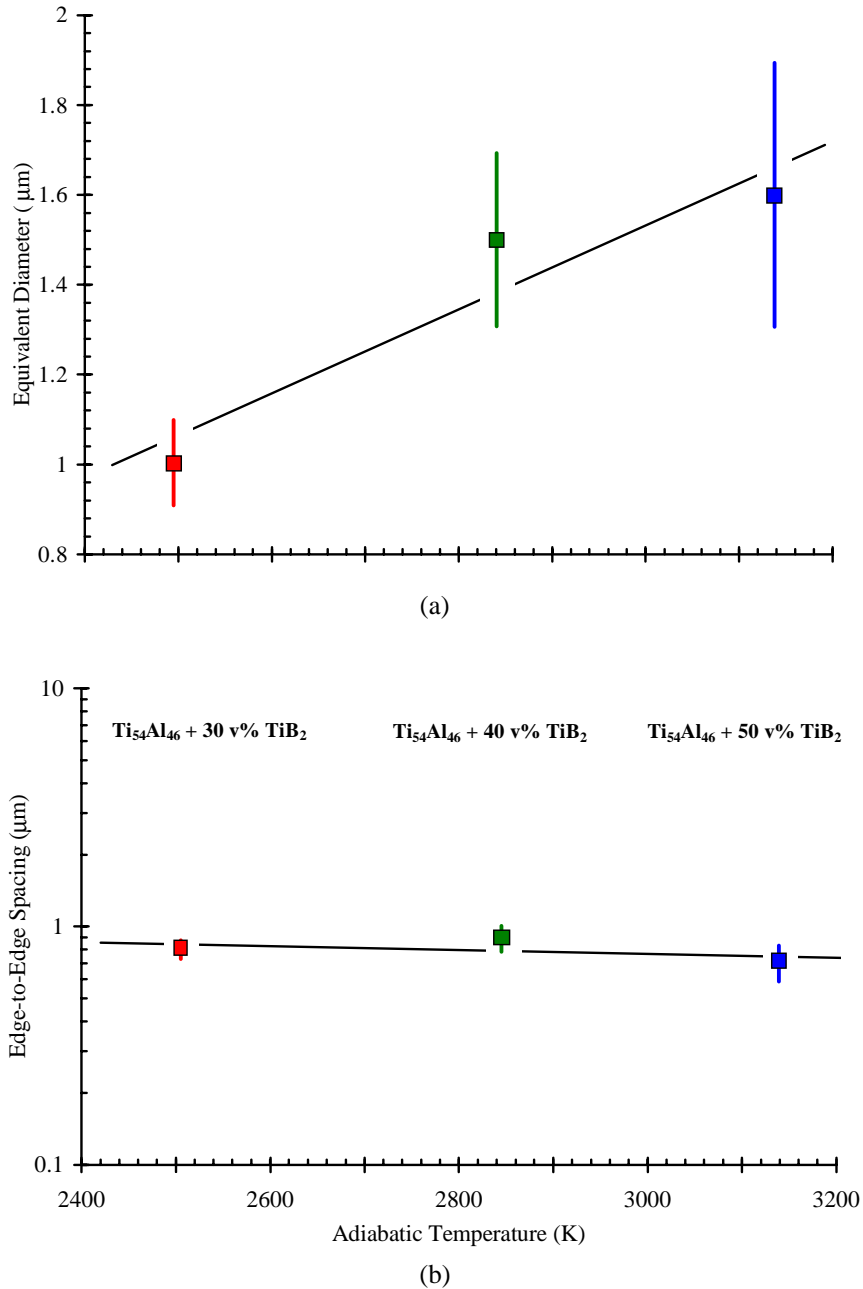 2
1.8
1.6
1.4
1.2
1
0.8
Equivalent Diameter ( μm)
(a)
10
1
0.1
Edge-to-Edge Spacing (μm)
Ti₅₄Al₄₆ + 30 v% TiB₂ Ti₅₄Al₄₆ + 40 v% TiB₂ Ti₅₄Al₄₆ + 50 v% TiB₂
2400 2600 2800 3000 3200
Adiabatic Temperature (K)
(b)